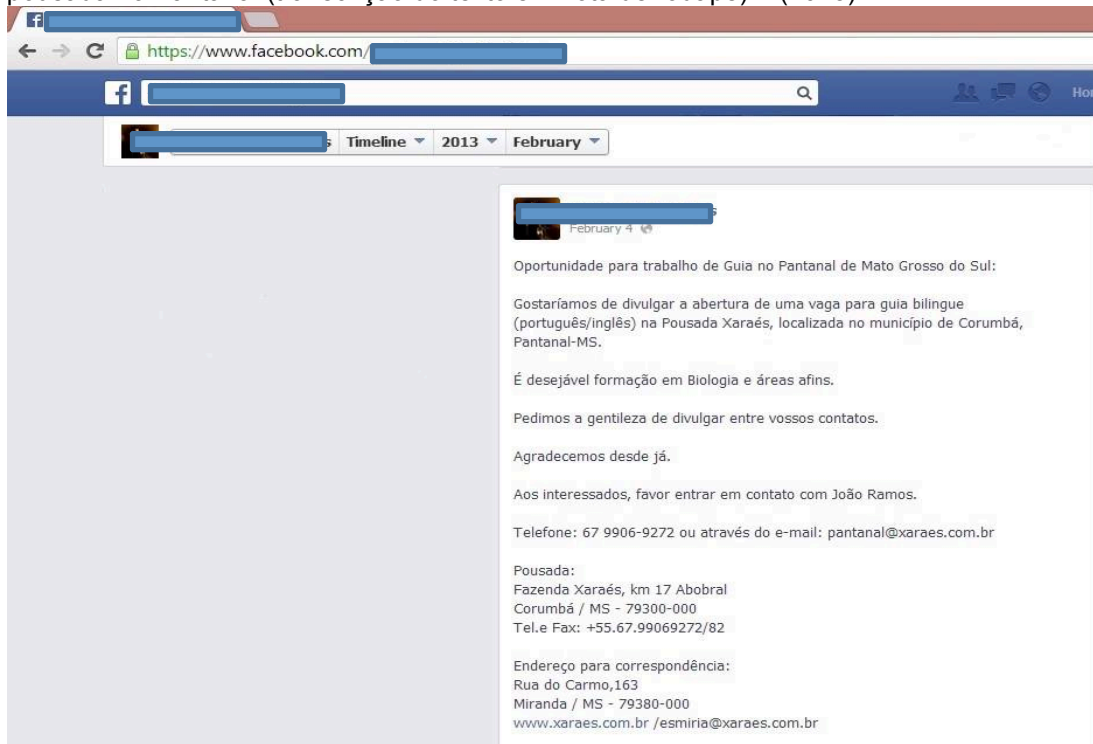 https://www.facebook.com/
f
s Timeline 2013 February
s
February 4
Oportunidade para trabalho de Guia no Pantanal de Mato Grosso do Sul:
Gostaríamos de divulgar a abertura de uma vaga para guia bilingue
(português/inglês) na Pousada Xaraés, localizada no município de Corumbá,
Pantanal-MS.
É desejável formação em Biologia e áreas afins.
Pedimos a gentileza de divulgar entre vossos contatos.
Agradecemos desde já.
Aos interessados, favor entrar em contato com João Ramos.
Telefone: 67 9906-9272 ou através do e-mail: pantanal@xaraes.com.br
Pousada:
Fazenda Xaraés, km 17 Abobral
Corumbá / MS - 79300-000
Tel.e Fax: +55.67.99069272/82
Endereço para correspondência:
Rua do Carmo,163
Miranda / MS - 79380-000
www.xaraes.com.br /esmiria@xaraes.com.br